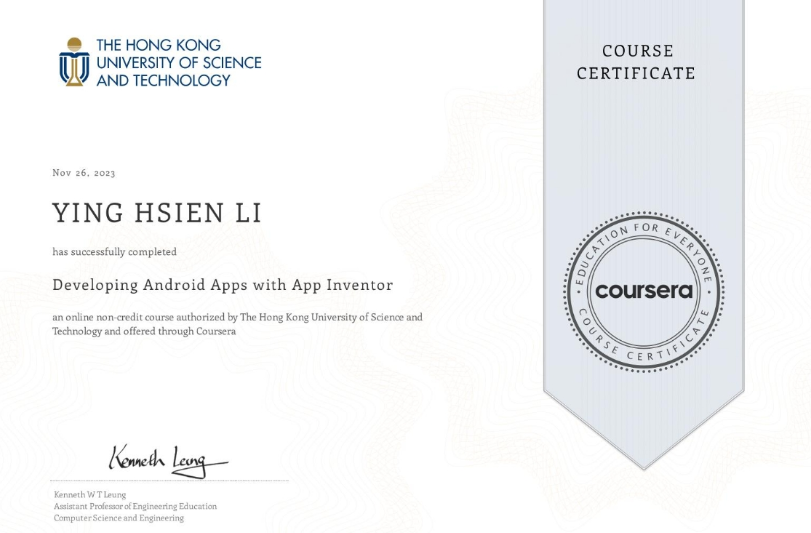 THE HONG KONG
UNIVERSITY OF SCIENCE
AND TECHNOLOGY
COURSE
CERTIFICATE
Nov 26, 2023
YING HSIEN LI
has successfully completed
Developing Android Apps with App Inventor
an online non-credit course authorized by The Hong Kong University of Science and
Technology and offered through Coursera
EDUCATION FOR EVERYONE
coursera
COURSE CERTIFICATE
Kenneth Leung
Kenneth W T Leung
Assistant Professor of Engineering Education
Computer Science and Engineering